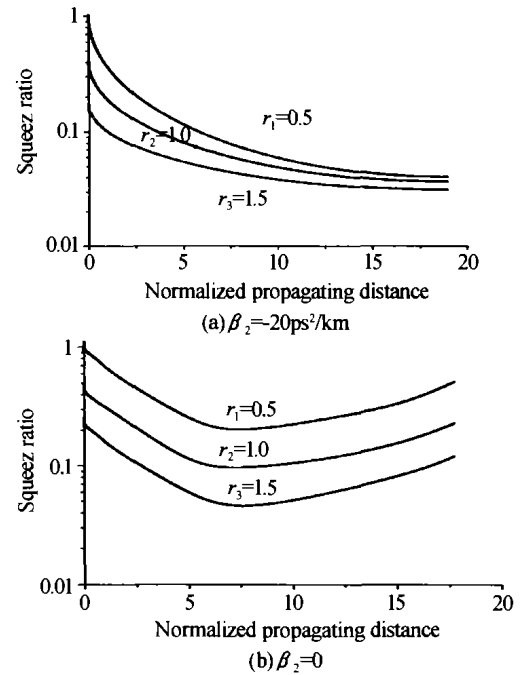 1
Squeez ratio
0.1
0.01
r₁=0.5
r₂=1.0
r₃=1.5
0 5 10 15 20
Normalized propagating distance
(a) β₂=-20ps²/km
1
Squeez ratio
0.1
0.01
r₁=0.5
r₂=1.0
r₃=1.5
0 5 10 15 20
Normalized propagating distance
(b) β₂=0